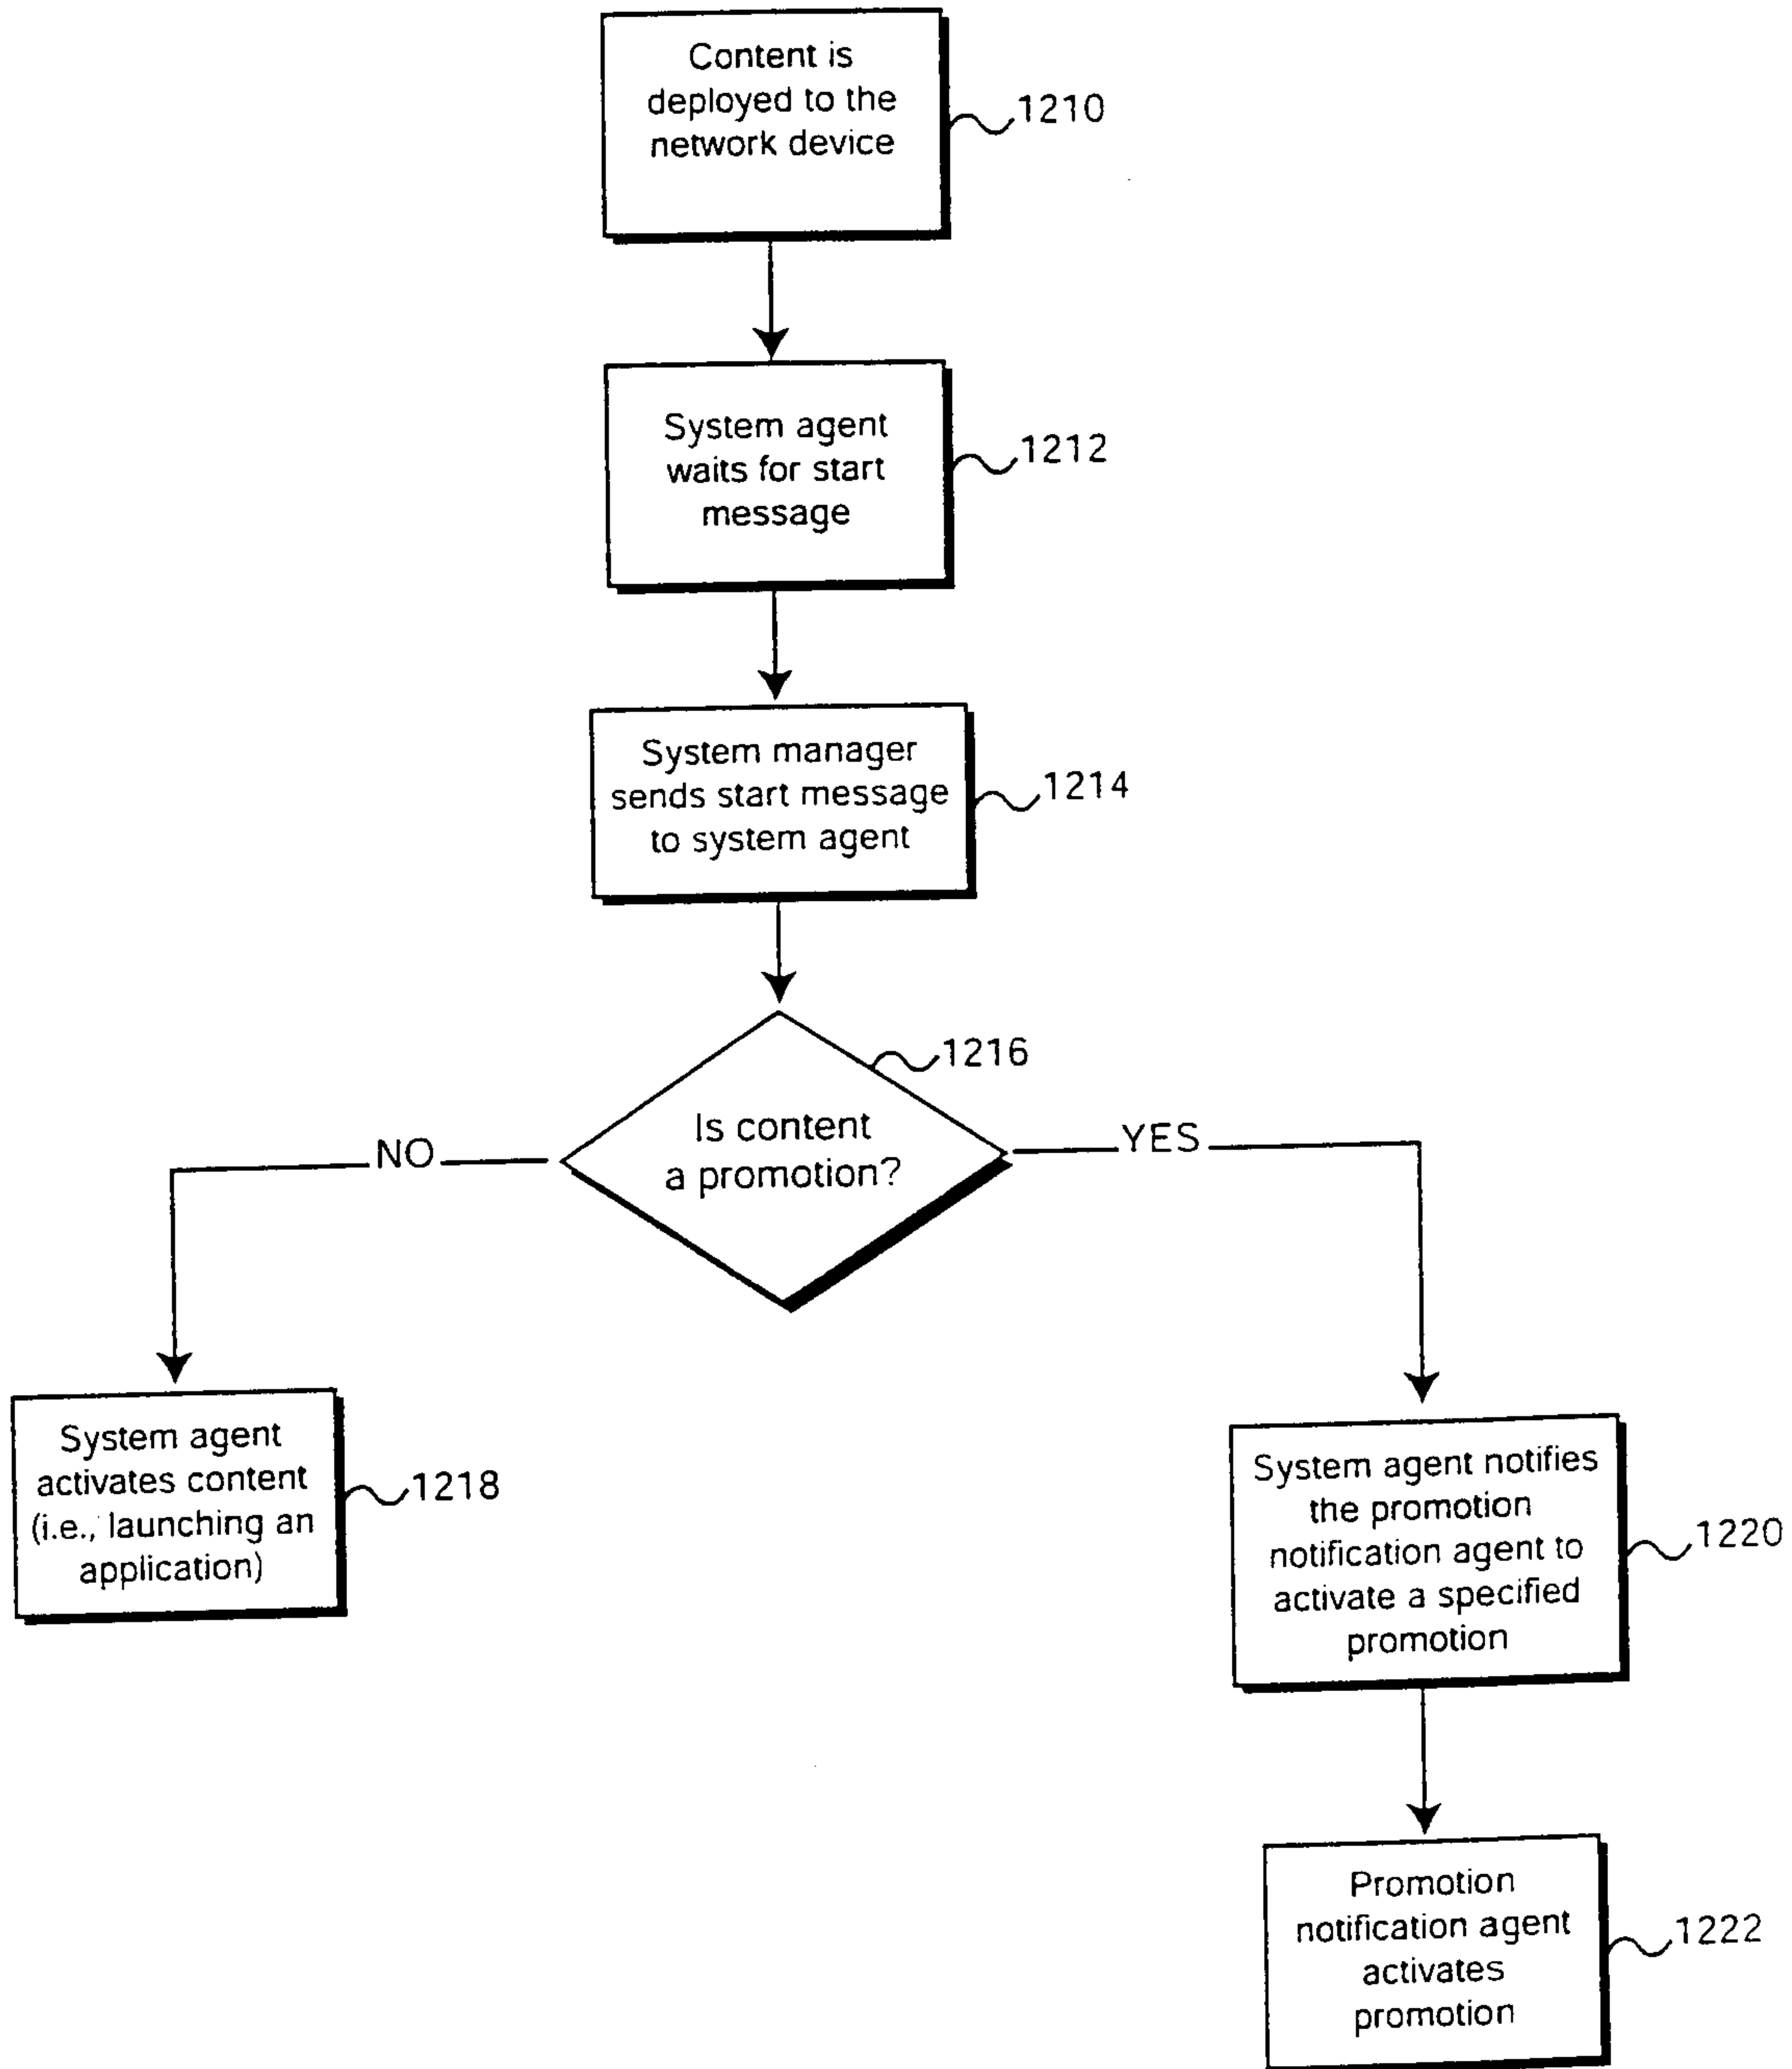 Content is
deployed to the
network device
1210
System agent
waits for start
message
1212
System manager
sends start message
to system agent
1214
1216
Is content
a promotion?
NO
YES
System agent
activates content
(i.e., launching an
application)
1218
System agent notifies
the promotion
notification agent to
activate a specified
promotion
1220
Promotion
notification agent
activates
promotion
1222